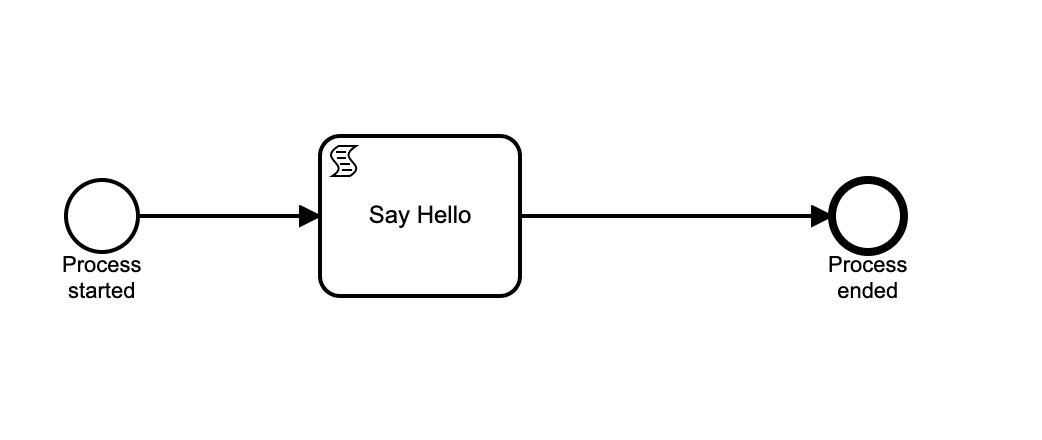 Say Hello
Process
started
Process
ended